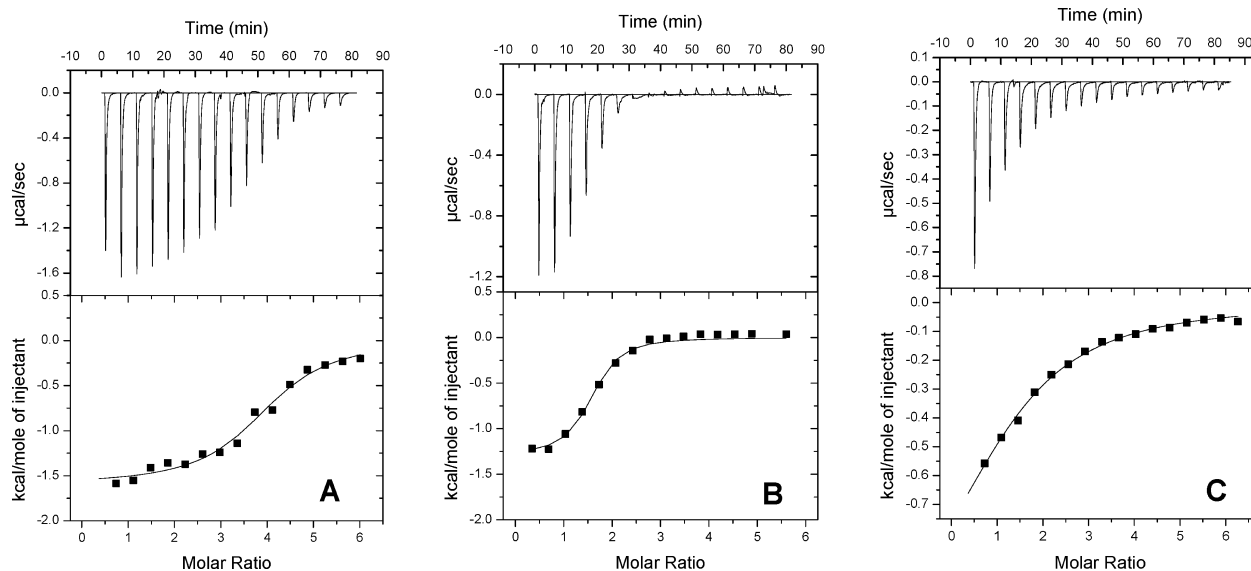 Time (min)
-10 0 10 20 30 40 50 60 70 80 90
0.0
-0.4
-0.8
-1.2
-1.6
µcal/sec
0.5
0.0
-0.5
-1.0
-1.5
-2.0
kcal/mole of injectant
A
0 1 2 3 4 5 6
Molar Ratio
Time (min)
-10 0 10 20 30 40 50 60 70 80 90
0.0
-0.4
-0.8
-1.2
µcal/sec
0.5
0.0
-0.5
-1.0
-1.5
-2.0
kcal/mole of injectant
B
0 1 2 3 4 5 6
Molar Ratio
Time (min)
-10 0 10 20 30 40 50 60 70 80 90
0.1
0.0
-0.1
-0.2
-0.3
-0.4
-0.5
-0.6
-0.7
-0.8
µcal/sec
0.0
-0.1
-0.2
-0.3
-0.4
-0.5
-0.6
-0.7
kcal/mole of injectant
C
0 1 2 3 4 5 6
Molar Ratio